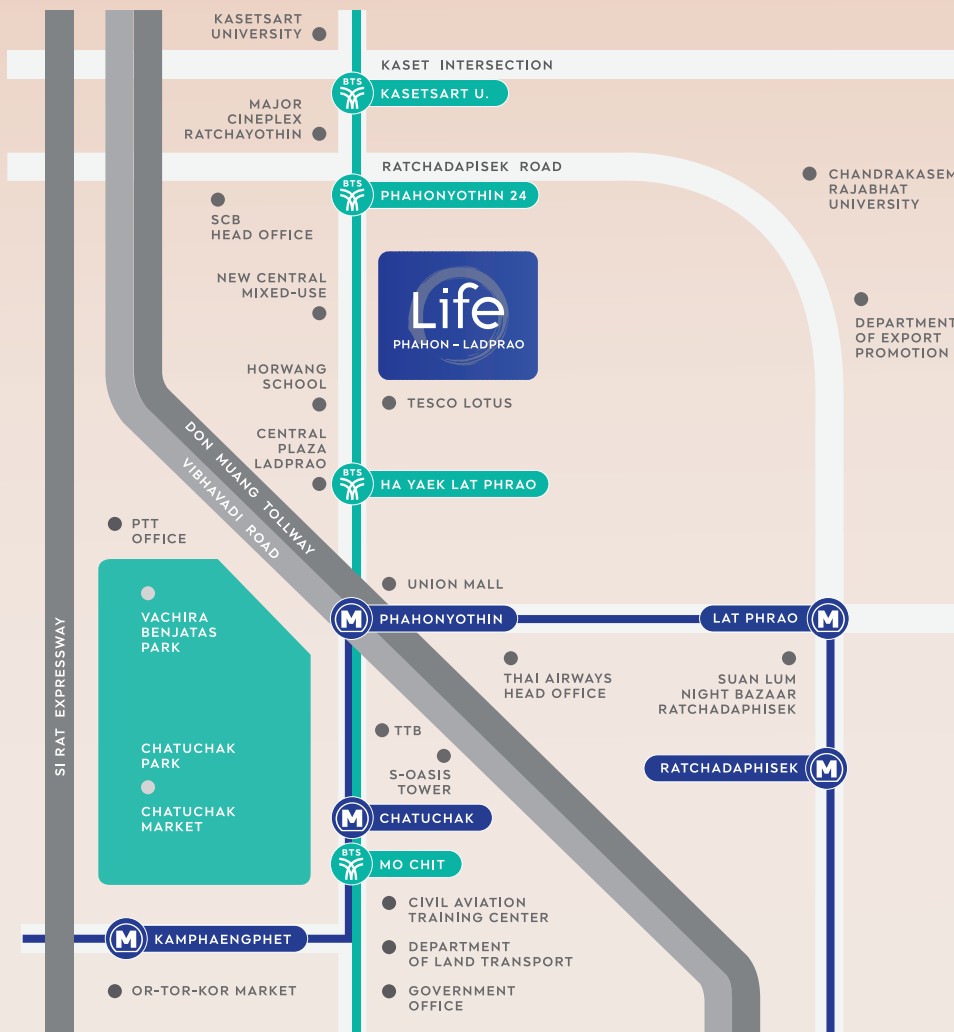 KASETSART
UNIVERSITY
KASET INTERSECTION
BTS
KASETSART U.
MAJOR
CINEPLEX
RATCHAYOTHIN
RATCHADAPISEK ROAD
BTS
PHAHONYOTHIN 24
CHANDRAKASEM
RAJABHAT
UNIVERSITY
SCB
HEAD OFFICE
NEW CENTRAL
MIXED-USE
Life
PHAHON – LADPRAO
DEPARTMENT
OF EXPORT
PROMOTION
HORWANG
SCHOOL
TESCO LOTUS
CENTRAL
PLAZA
LADPRAO
BTS
HA YAEK LAT PHRAO
DON MUANG TOLLWAY
VIBHAVADI ROAD
PTT
OFFICE
UNION MALL
VACHIRA
BENJATAS
PARK
M
PHAHONYOTHIN
LAT PHRAO
M
SI RAT EXPRESSWAY
THAI AIRWAYS
HEAD OFFICE
SUAN LUM
NIGHT BAZAAR
RATCHADAPHISEK
TTB
CHATUCHAK
PARK
S-OASIS
TOWER
RATCHADAPHISEK
M
CHATUCHAK
MARKET
M
CHATUCHAK
BTS
MO CHIT
CIVIL AVIATION
TRAINING CENTER
M
KAMPHAENGPHET
DEPARTMENT
OF LAND TRANSPORT
OR-TOR-KOR MARKET
GOVERNMENT
OFFICE